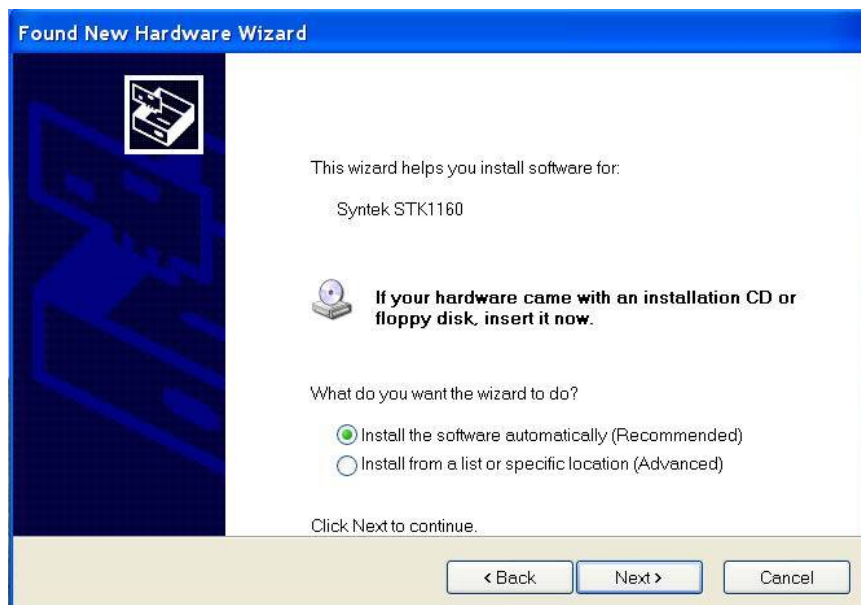 Found New Hardware Wizard
This wizard helps you install software for:
Syntek STK1160
If your hardware came with an installation CD or
floppy disk, insert it now.
What do you want the wizard to do?
Install the software automatically (Recommended)
Install from a list or specific location (Advanced)
Click Next to continue.
< Back Next > Cancel